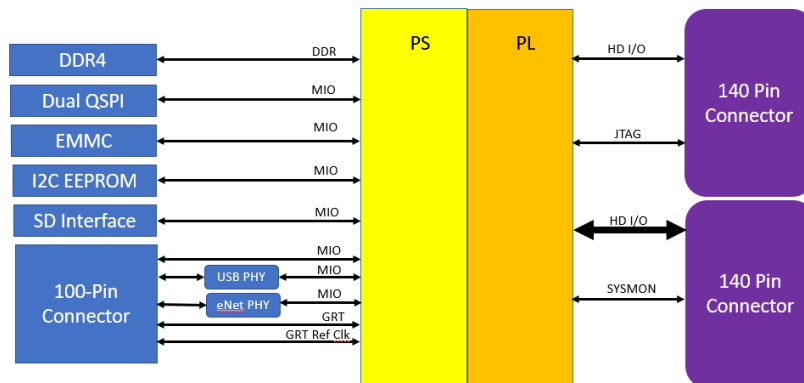 PS
PL
DDR4
DDR
Dual QSPI
MIO
EMMC
MIO
I2C EEPROM
MIO
SD Interface
MIO
100-Pin
Connector
MIO
USB PHY
MIO
eNet PHY
MIO
GRT
GRT Ref Clk
HD I/O
JTAG
140 Pin
Connector
HD I/O
SYSMON
140 Pin
Connector